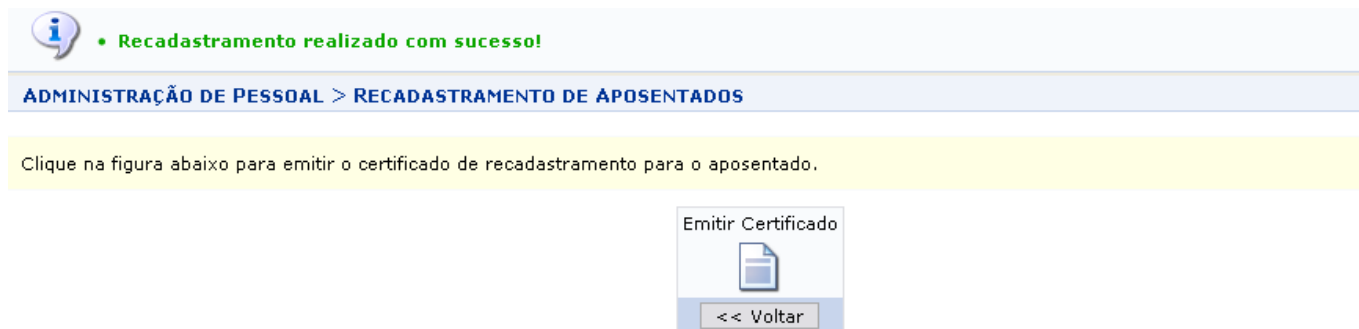 • Recadastramento realizado com sucesso!
ADMINISTRAÇÃO DE PESSOAL > RECADASTRAMENTO DE APOSENTADOS
Clique na figura abaixo para emitir o certificado de recadastramento para o aposentado.
Emitir Certificado
<< Voltar